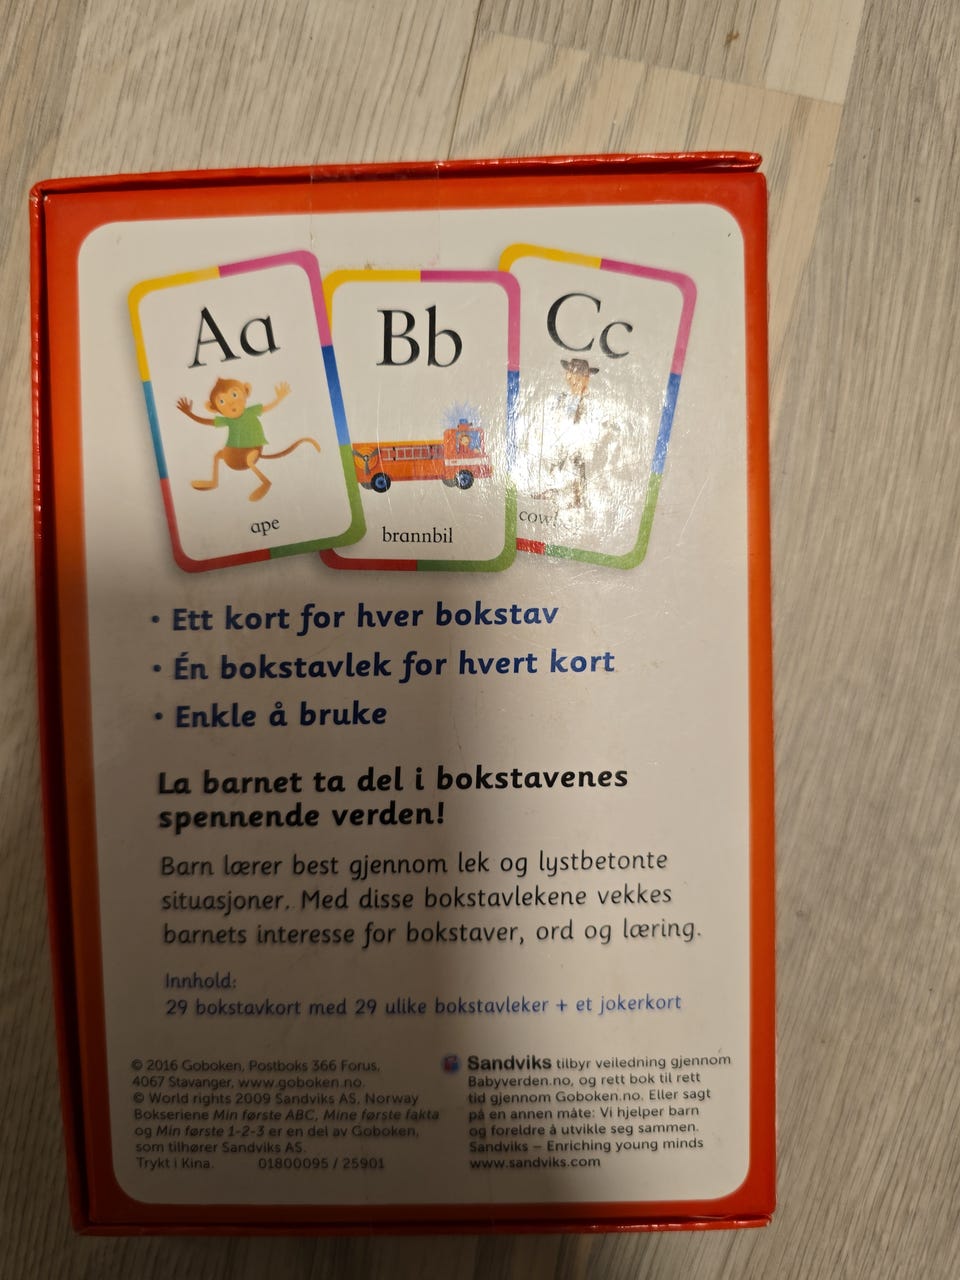 Aa
Bb
Cc
ape
brannbil
• Ett kort for hver bokstav
• Én bokstavlek for hvert kort
• Enkle å bruke
La barnet ta del i bokstavenes
spennende verden!
Barn lærer best gjennom lek og lystbetonte
situasjoner. Med disse bokstavlekene vekkes
barnets interesse for bokstaver, ord og læring.
Innhold:
29 bokstavkort med 29 ulike bokstavleker + et jokerkort
© 2016 Goboken, Postboks 366 Forus,
4067 Stavanger, www.goboken.no.
© World rights 2009 Sandviks AS, Norway
Bokseriene Min første ABC, Mine første fakta
og Min første 1-2-3 er en del av Goboken,
som tilhører Sandviks AS.
Trykt i Kina. 01800095 / 25901
Sandviks tilbyr veiledning gjennom
Babyverden.no, og rett bok til rett
tid gjennom Goboken.no. Eller sagt
på en annen måte: Vi hjelper barn
og foreldre å utvikle seg sammen.
Sandviks – Enriching young minds
www.sandviks.com